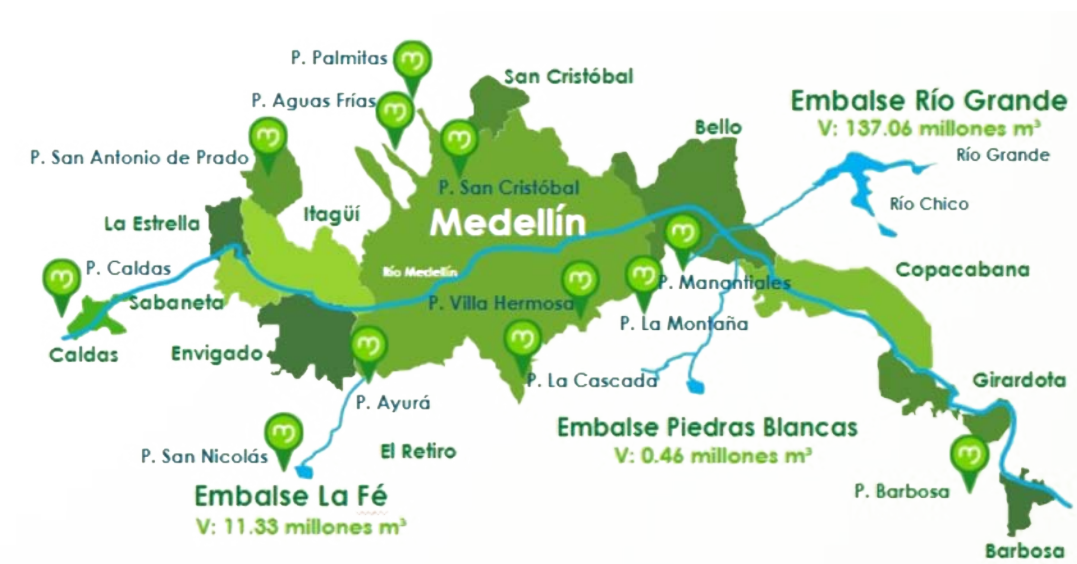 P. Palmitas
San Cristóbal
P. Aguas Frías
Embalse Río Grande
V: 137.06 millones m³
Bello
P. San Antonio de Prado
Río Grande
P. San Cristóbal
Río Chico
Itagüí
La Estrella
Medellín
P. Caldas
Río Medellín
Copacabana
P. Manantiales
Sabaneta
P. Villa Hermosa
P. La Montaña
Caldas
Envigado
P. La Cascada
Girardota
P. Ayurá
Embalse Piedras Blancas
V: 0.46 millones m³
El Retiro
P. San Nicolás
P. Barbosa
Embalse La Fé
V: 11.33 millones m³
Barbosa